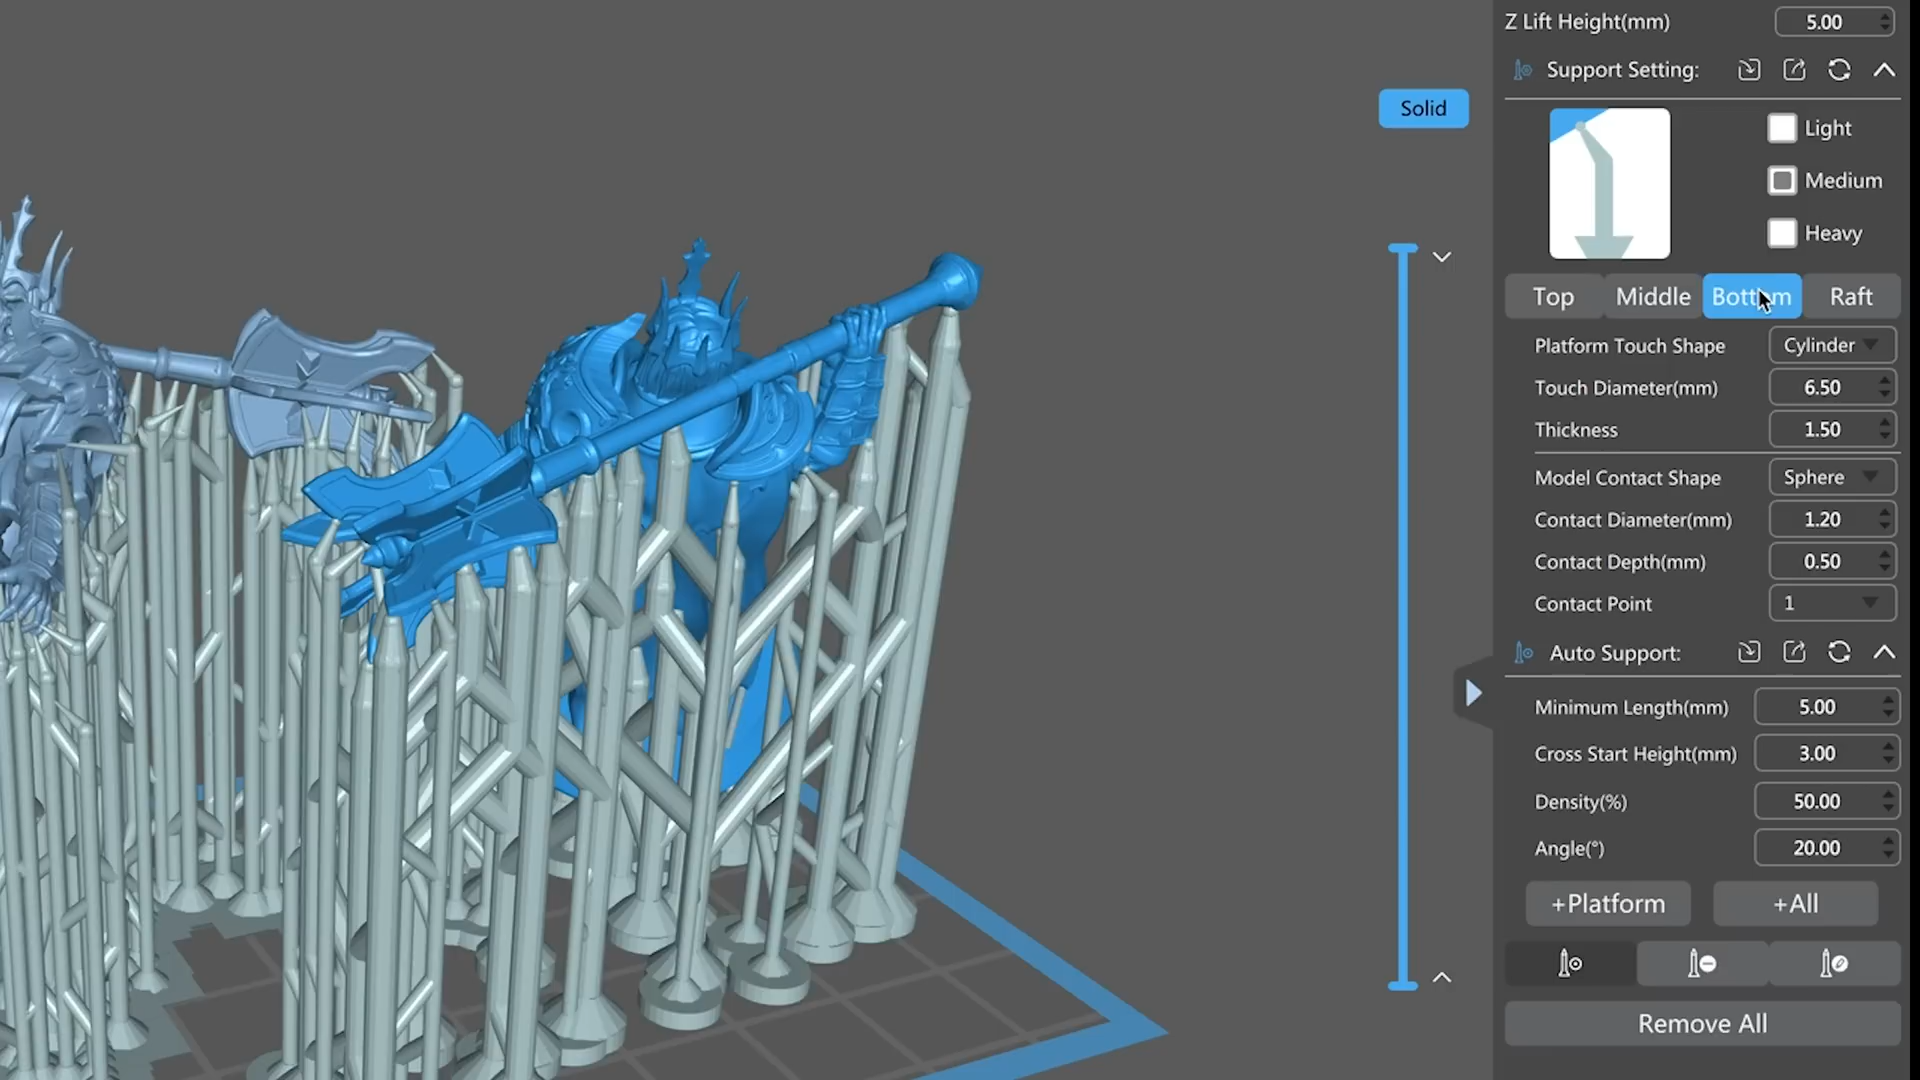 Z Lift Height(mm) 5.00
Support Setting:
Solid
Light
Medium
Heavy
Top Middle Bottom Raft
Platform Touch Shape Cylinder
Touch Diameter(mm) 6.50
Thickness 1.50
Model Contact Shape Sphere
Contact Diameter(mm) 1.20
Contact Depth(mm) 0.50
Contact Point 1
Auto Support:
Minimum Length(mm) 5.00
Cross Start Height(mm) 3.00
Density(%) 50.00
Angle(°) 20.00
+Platform +All
Remove All